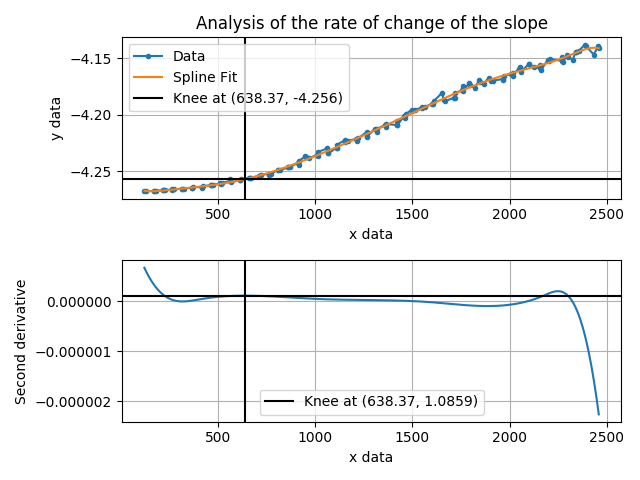 Analysis of the rate of change of the slope
Data
Spline Fit
Knee at (638.37, -4.256)
−4.15
−4.20
−4.25
y data
500 1000 1500 2000 2500
x data
0.000000
−0.000001
−0.000002
Second derivative
Knee at (638.37, 1.0859)
500 1000 1500 2000 2500
x data